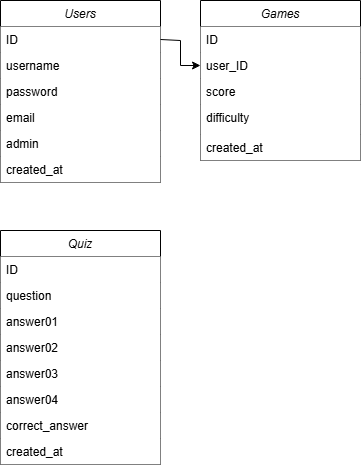 Users
ID
username
password
email
admin
created_at
Games
ID
user_ID
score
difficulty
created_at
Quiz
ID
question
answer01
answer02
answer03
answer04
correct_answer
created_at